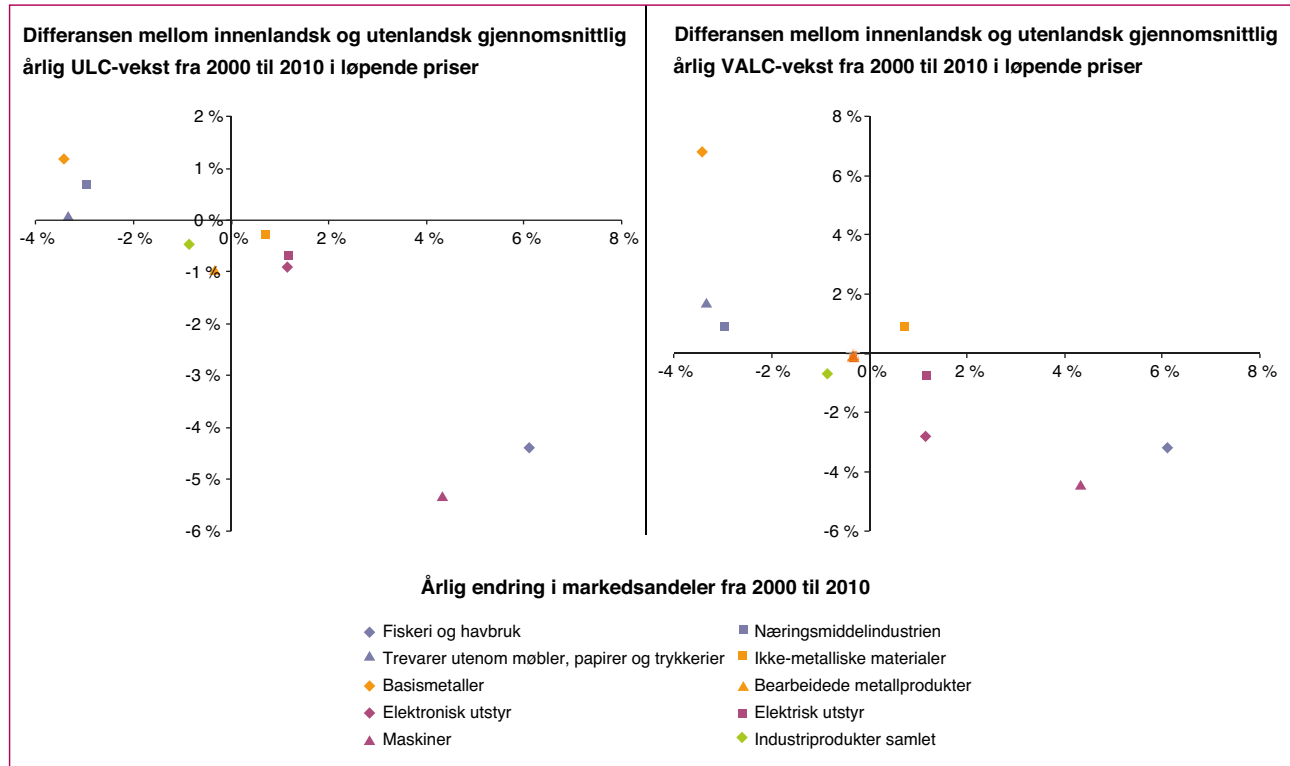 Differansen mellom innenlandsk og utenlandsk gjennomsnittlig
årlig ULC-vekst fra 2000 til 2010 i løpende priser
2 %
1 %
0 %
-1 %
-2 %
-3 %
-4 %
-5 %
-6 %
-4 %
-2 %
0 %
2 %
4 %
6 %
8 %
Differansen mellom innenlandsk og utenlandsk gjennomsnittlig
årlig VALC-vekst fra 2000 til 2010 i løpende priser
8 %
6 %
4 %
2 %
0 %
-2 %
-4 %
-6 %
-4 %
-2 %
0 %
2 %
4 %
6 %
8 %
Årlig endring i markedsandeler fra 2000 til 2010
Fiskeri og havbruk
Næringsmiddelindustrien
Trevarer utenom møbler, papirer og trykkerier
Ikke-metalliske materialer
Basismetaller
Bearbeidede metallprodukter
Elektronisk utstyr
Elektrisk utstyr
Maskiner
Industriprodukter samlet